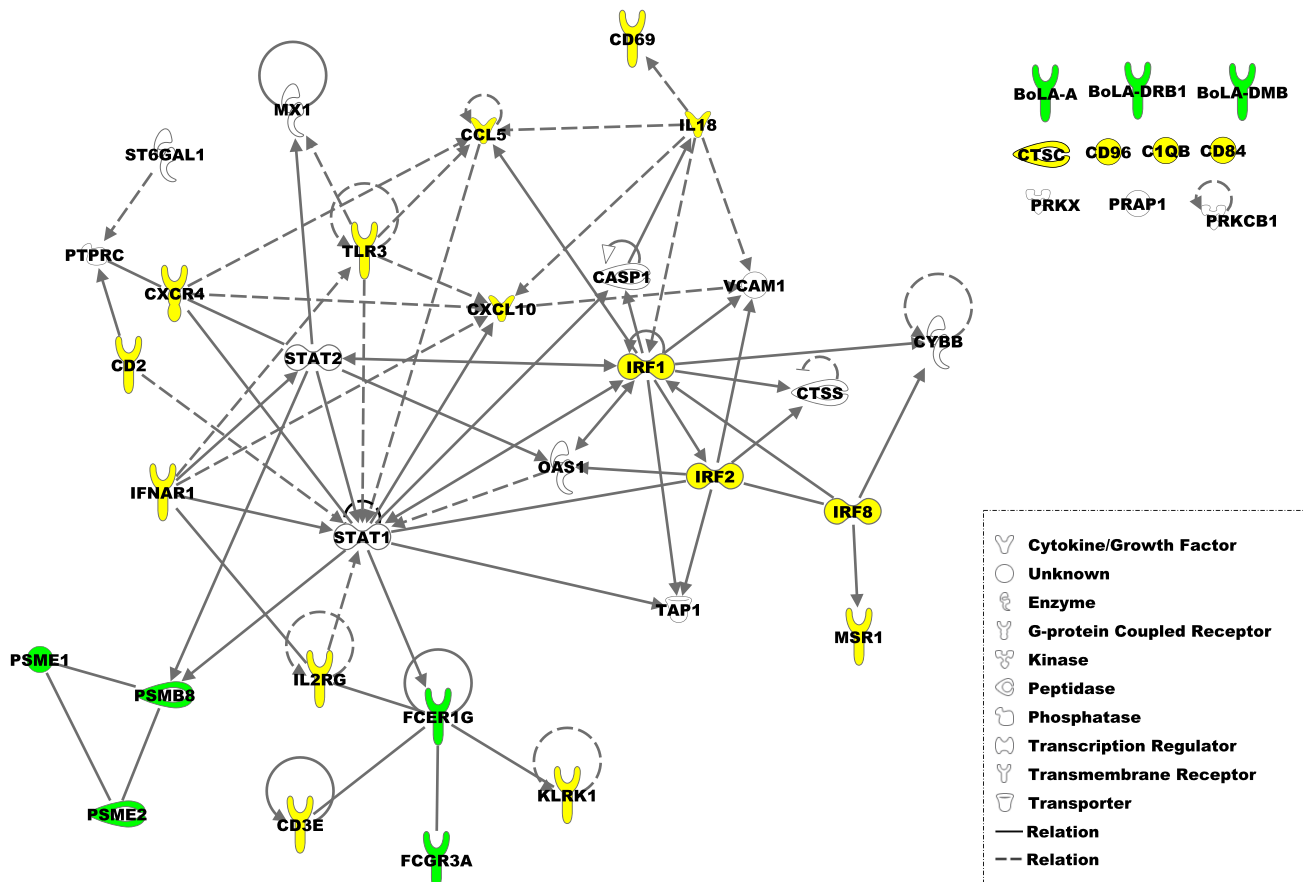 CD69
BoLA-A
BoLA-DRB1
BoLA-DMB
MX1
CCL5
IL18
ST6GAL1
CTSC
CD96
C1QB
CD84
PRKX
PRAP1
PRKCB1
PTPRC
TLR3
CXCR4
CASP1
VCAM1
CXCL10
CYBB
STAT2
CD2
IRF1
CTSS
OAS1
IRF2
IFNAR1
IRF8
STAT1
TAP1
MSR1
PSME1
PSMB8
IL2RG
FCER1G
KLRK1
PSME2
CD3E
FCGR3A
Cytokine/Growth Factor
Unknown
Enzyme
G-protein Coupled Receptor
Kinase
Peptidase
Phosphatase
Transcription Regulator
Transmembrane Receptor
Transporter
Relation
Relation